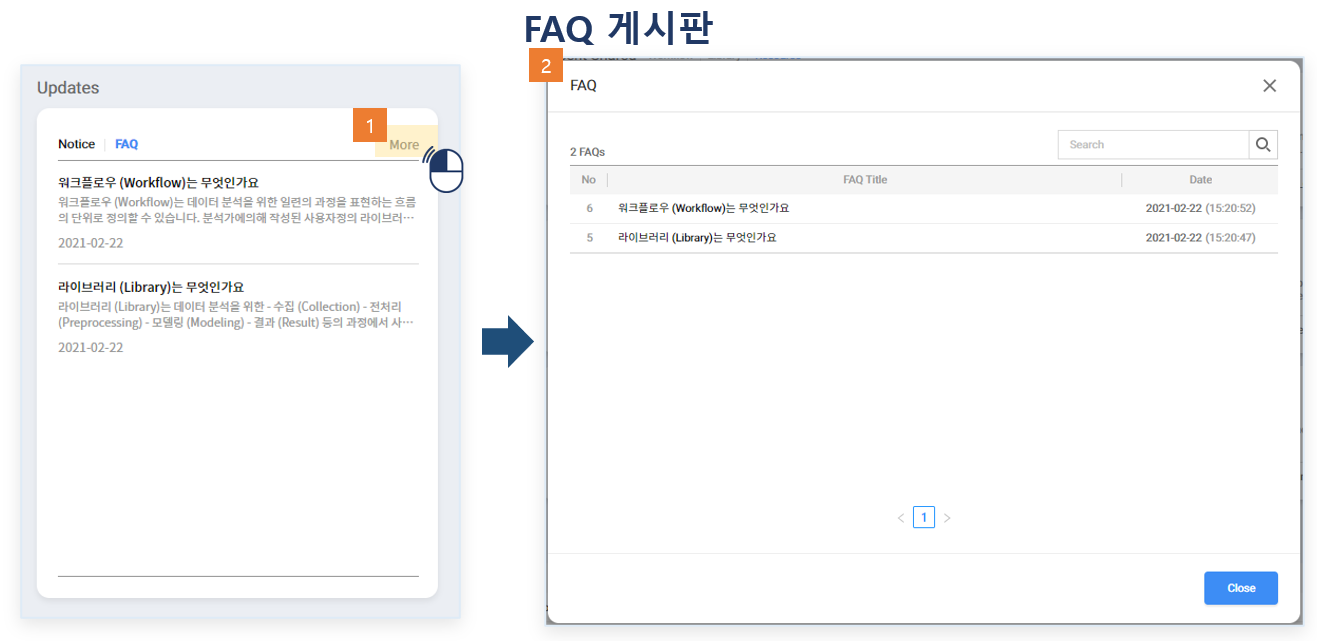 FAQ 게시판
Updates
1
Notice FAQ More
워크플로우 (Workflow)는 무엇인가요
워크플로우 (Workflow)는 데이터 분석을 위한 일련의 과정을 표현하는 흐름
의 단위로 정의할 수 있습니다. 분석가에의해 작성된 사용자정의 라이브러…
2021-02-22
라이브러리 (Library)는 무엇인가요
라이브러리 (Library)는 데이터 분석을 위한 - 수집 (Collection) - 전처리
(Preprocessing) - 모델링 (Modeling) - 결과 (Result) 등의 과정에서 사…
2021-02-22
2
FAQ
2 FAQs
Search
No FAQ Title Date
6 워크플로우 (Workflow)는 무엇인가요 2021-02-22 (15:20:52)
5 라이브러리 (Library)는 무엇인가요 2021-02-22 (15:20:47)
< 1 >
Close